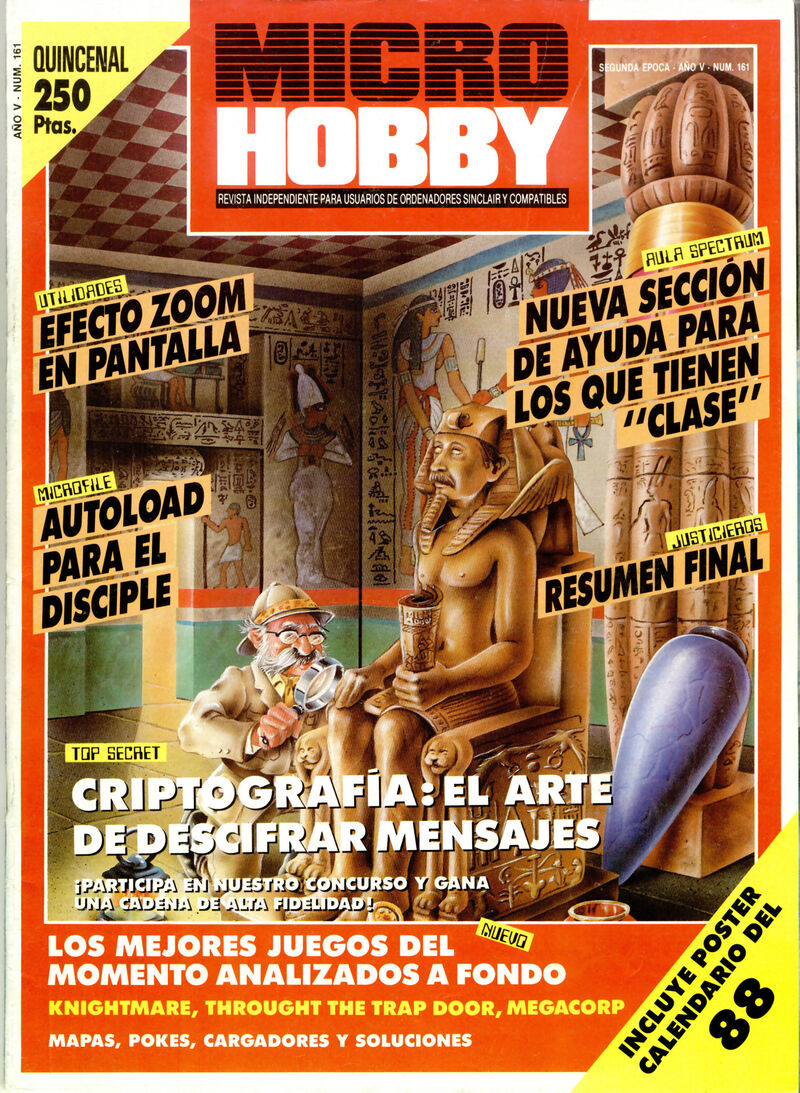 AÑO V - NUM. 161
QUINCENAL
250
Ptas.
MICRO
HOBBY
REVISTA INDEPENDIENTE PARA USUARIOS DE ORDENADORES SINCLAIR Y COMPATIBLES
SEGUNDA EPOCA - AÑO V - NUM. 161
UTILIDADES
EFECTO ZOOM
EN PANTALLA
AULA SPECTRUM
NUEVA SECCIÓN
DE AYUDA PARA
LOS QUE TIENEN
"CLASE"
MICROFILE
AUTOLOAD
PARA EL
DISCIPLE
JUSTICIEROS
RESUMEN FINAL
TOP SECRET
CRIPTOGRAFÍA: EL ARTE
DE DESCIFRAR MENSAJES
¡PARTICIPA EN NUESTRO CONCURSO Y GANA
UNA CADENA DE ALTA FIDELIDAD!
NUEVO
LOS MEJORES JUEGOS DEL
MOMENTO ANALIZADOS A FONDO
KNIGHTMARE, THROUGHT THE TRAP DOOR, MEGACORP
MAPAS, POKES, CARGADORES Y SOLUCIONES
INCLUYE POSTER
CALENDARIO DEL
88